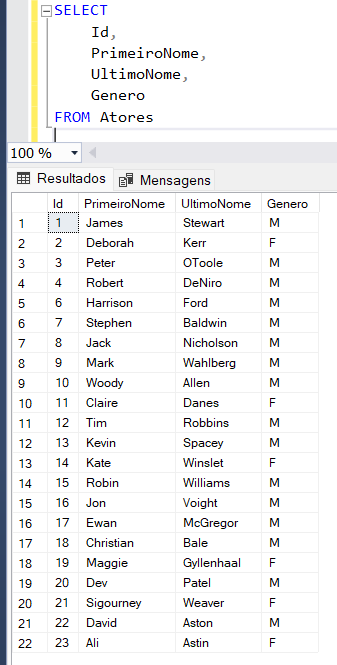 SELECT
Id,
PrimeiroNome,
UltimoNome,
Genero
FROM Atores
100 %
Resultados Mensagens
Id PrimeiroNome UltimoNome Genero
1 1 James Stewart M
2 2 Deborah Kerr F
3 3 Peter OToole M
4 4 Robert DeNiro M
5 6 Harrison Ford M
6 7 Stephen Baldwin M
7 8 Jack Nicholson M
8 9 Mark Wahlberg M
9 10 Woody Allen M
10 11 Claire Danes F
11 12 Tim Robbins M
12 13 Kevin Spacey M
13 14 Kate Winslet F
14 15 Robin Williams M
15 16 Jon Voight M
16 17 Ewan McGregor M
17 18 Christian Bale M
18 19 Maggie Gyllenhaal F
19 20 Dev Patel M
20 21 Sigourney Weaver F
21 22 David Aston M
22 23 Ali Astin F